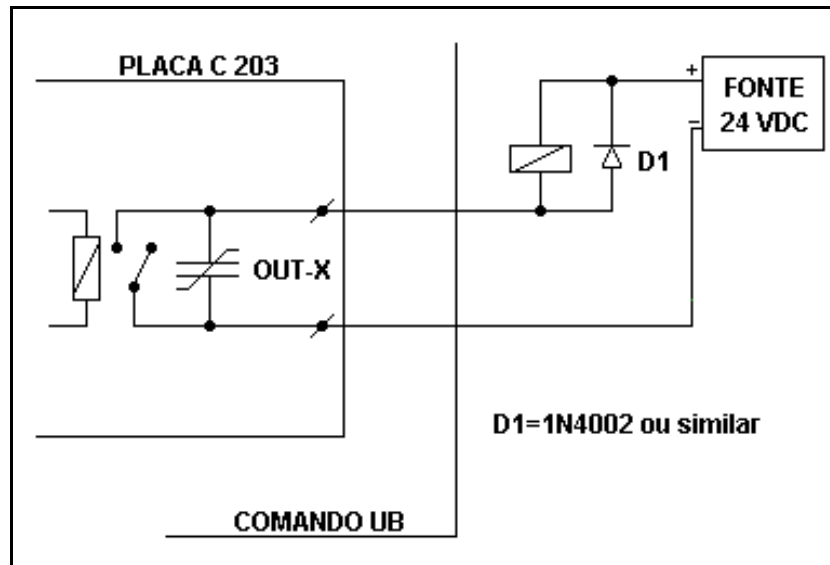 PLACA C 203
+
FONTE
24 VDC
–
D1
OUT-X
D1=1N4002 ou similar
COMANDO UB